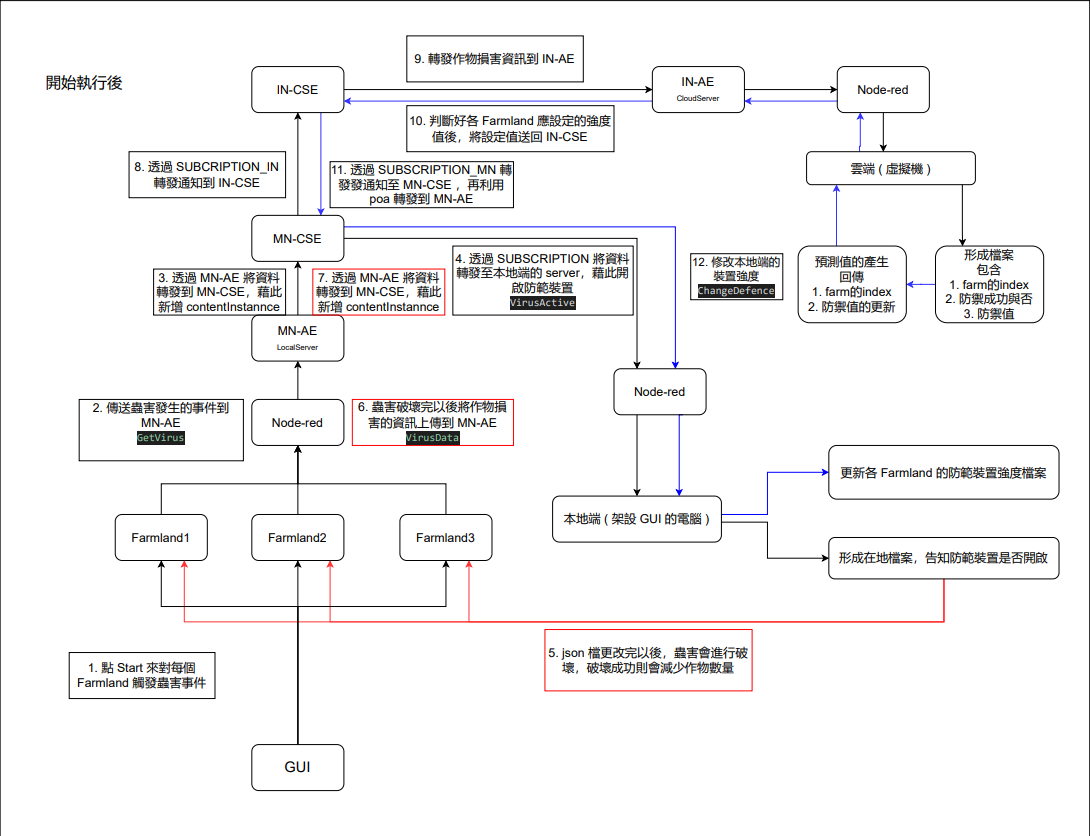 開始執行後
9. 轉發作物損害資訊到 IN-AE
IN-CSE
IN-AE
CloudServer
Node-red
10. 判斷好各 Farmland 應設定的強度
值後，將設定值送回 IN-CSE
8. 透過 SUBCRIPTION_IN
轉發通知到 IN-CSE
11. 透過 SUBSCRIPTION_MN 轉
發發通知至 MN-CSE ，再利用
poa 轉發到 MN-AE
雲端 ( 虛擬機 )
MN-CSE
3. 透過 MN-AE 將資料
轉發到 MN-CSE，藉此
新增 contentInstannce
7. 透過 MN-AE 將資料
轉發到 MN-CSE，藉此
新增 contentInstannce
4. 透過 SUBSCRIPTION 將資料
轉發至本地端的 server，藉此開
啟防範裝置
VirusActive
12. 修改本地端的
裝置強度
ChangeDefence
預測值的產生
回傳
1. farm的index
2. 防禦值的更新
形成檔案
包含
1. farm的index
2. 防禦成功與否
3. 防禦值
MN-AE
LocalServer
Node-red
2. 傳送蟲害發生的事件到
MN-AE
GetVirus
Node-red
6. 蟲害破壞完以後將作物損
害的資訊上傳到 MN-AE
VirusData
更新各 Farmland 的防範裝置強度檔案
本地端 ( 架設 GUI 的電腦 )
Farmland1
Farmland2
Farmland3
形成在地檔案，告知防範裝置是否開啟
1. 點 Start 來對每個
Farmland 觸發蟲害事件
5. json 檔更改完以後，蟲害會進行破
壞，破壞成功則會減少作物數量
GUI